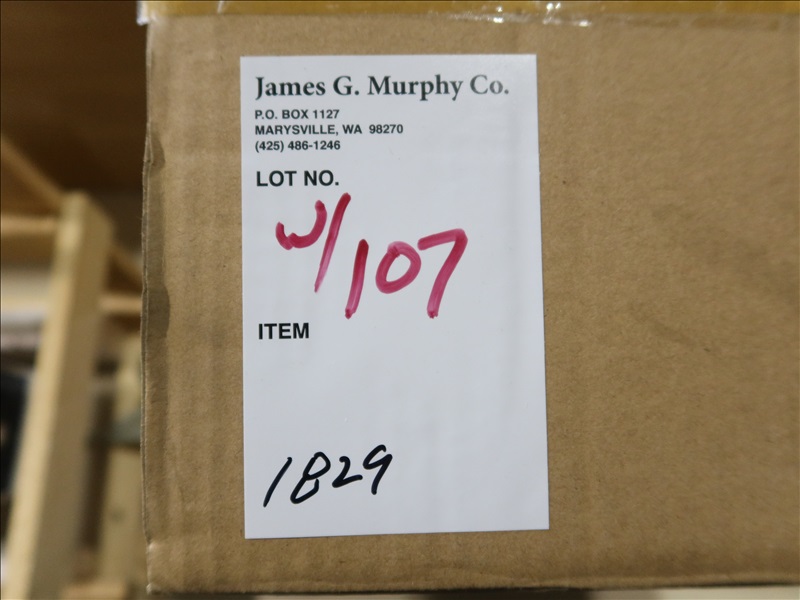 James G. Murphy Co.
P.O. BOX 1127
MARYSVILLE, WA 98270
(425) 486-1246
LOT NO.
w/107
ITEM
1829